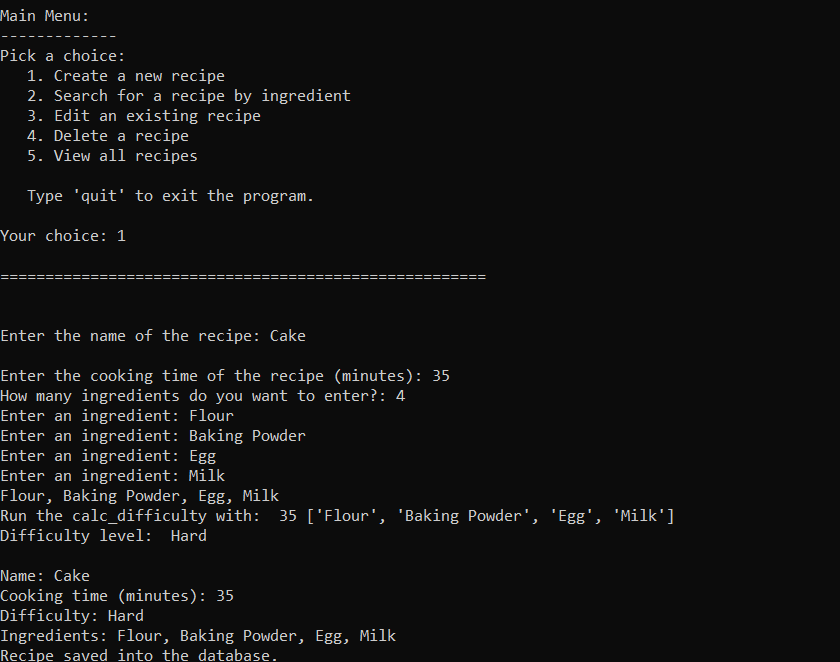 Main Menu:
-------------
Pick a choice:
   1. Create a new recipe
   2. Search for a recipe by ingredient
   3. Edit an existing recipe
   4. Delete a recipe
   5. View all recipes

   Type 'quit' to exit the program.

Your choice: 1

======================================================

Enter the name of the recipe: Cake

Enter the cooking time of the recipe (minutes): 35
How many ingredients do you want to enter?: 4
Enter an ingredient: Flour
Enter an ingredient: Baking Powder
Enter an ingredient: Egg
Enter an ingredient: Milk
Flour, Baking Powder, Egg, Milk
Run the calc_difficulty with:  35 ['Flour', 'Baking Powder', 'Egg', 'Milk']
Difficulty level:  Hard

Name: Cake
Cooking time (minutes): 35
Difficulty: Hard
Ingredients: Flour, Baking Powder, Egg, Milk
Recipe saved into the database.